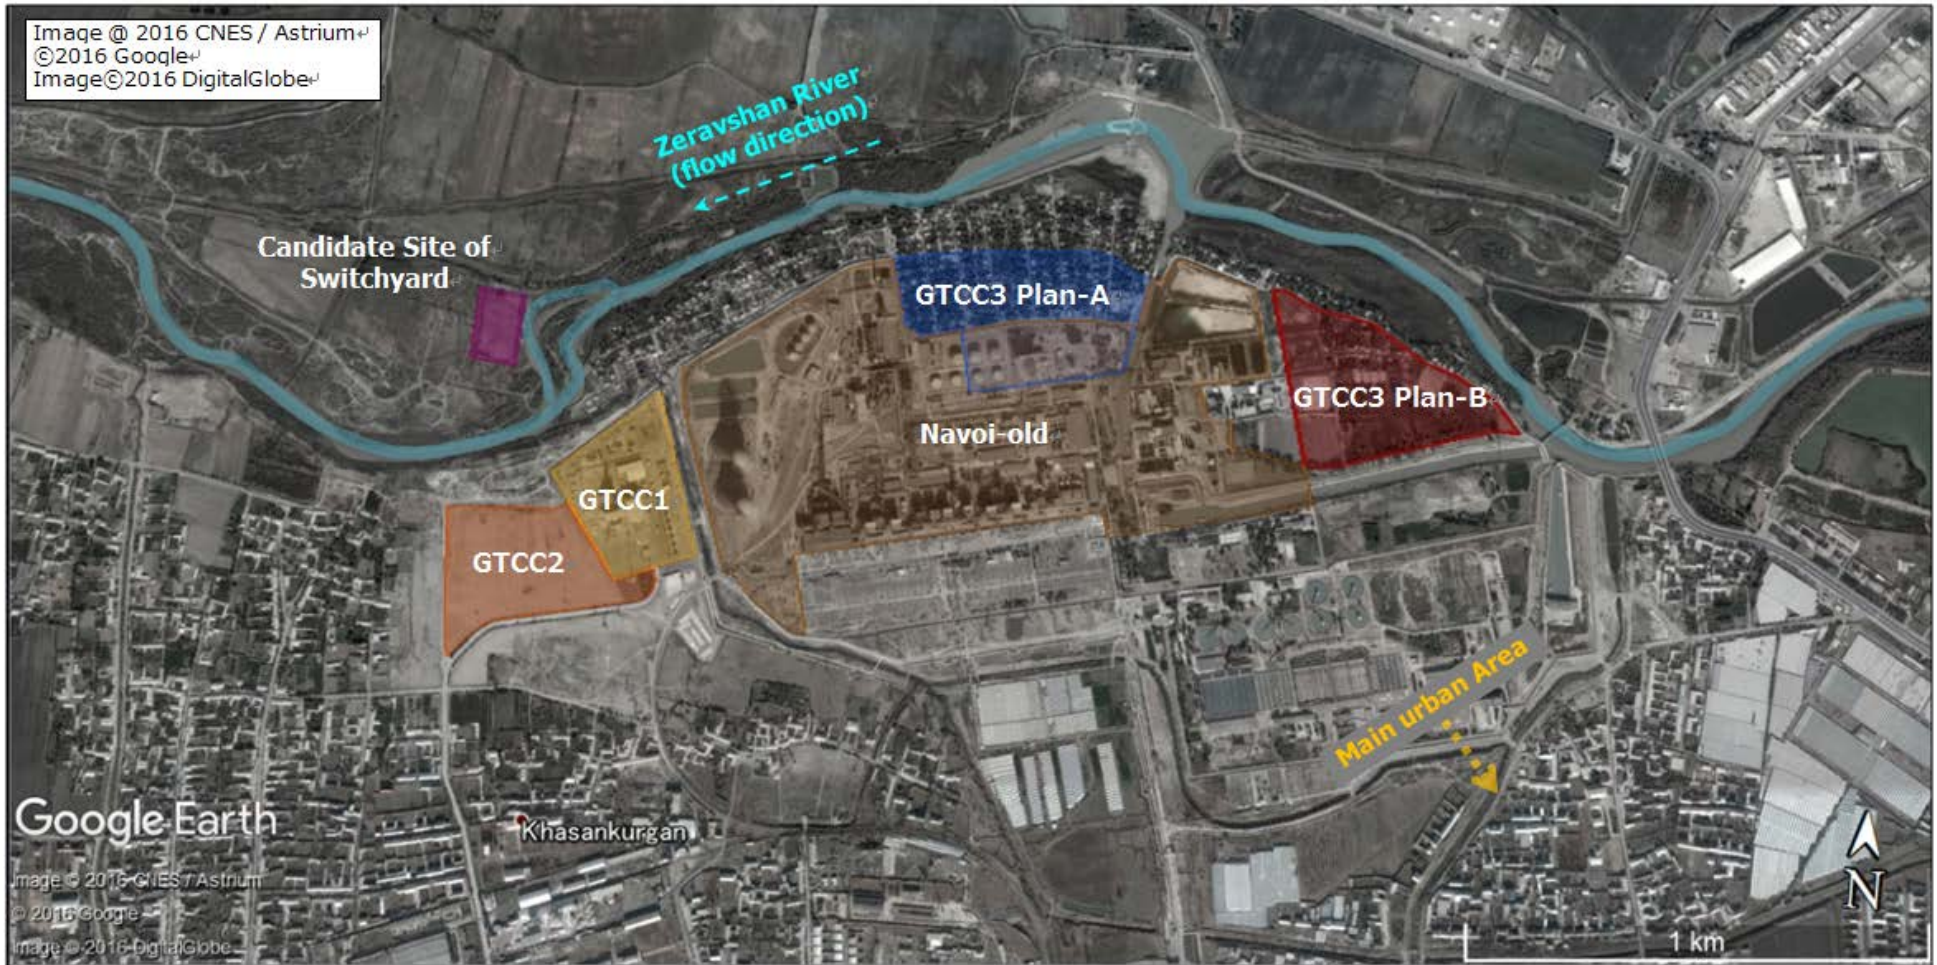 Image @ 2016 CNES / Astrium
©2016 Google
Image©2016 DigitalGlobe
Zeravshan River
(flow direction)
Candidate Site of
Switchyard
GTCC3 Plan-A
GTCC3 Plan-B
Navoi-old
GTCC1
GTCC2
Main urban Area
Google Earth
Khasankurgan
Image © 2016 CNES / Astrium
© 2016 Google
Image © 2016 DigitalGlobe
N
1 km